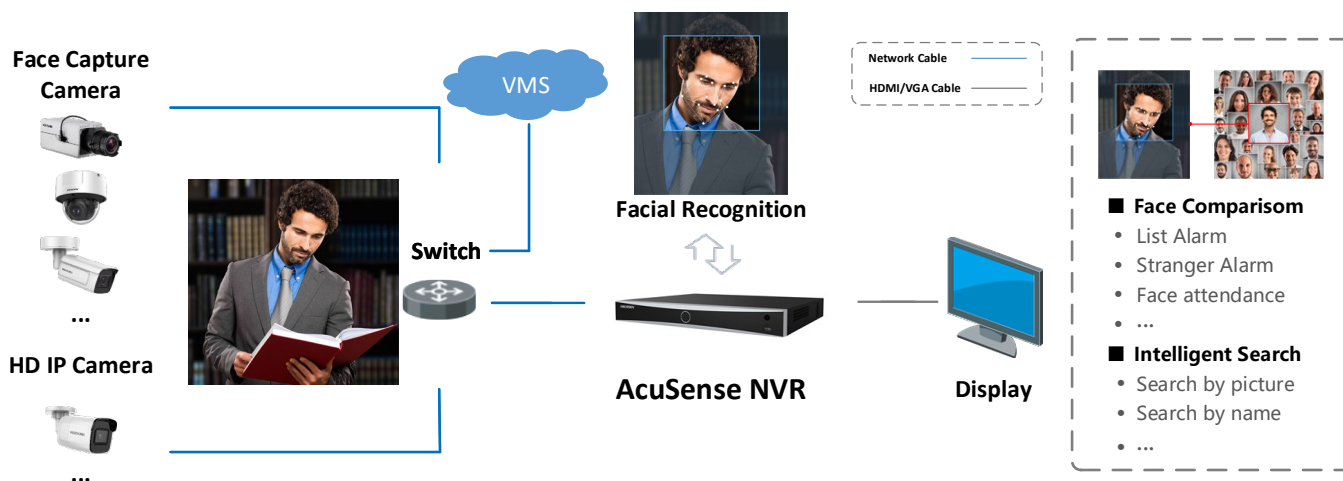 Face Capture
Camera
...
HD IP Camera
...
VMS
Switch
Facial Recognition
AcuSense NVR
Display
Network Cable
HDMI/VGA Cable
■ Face Comparisom
• List Alarm
• Stranger Alarm
• Face attendance
• ...
■ Intelligent Search
• Search by picture
• Search by name
• ...